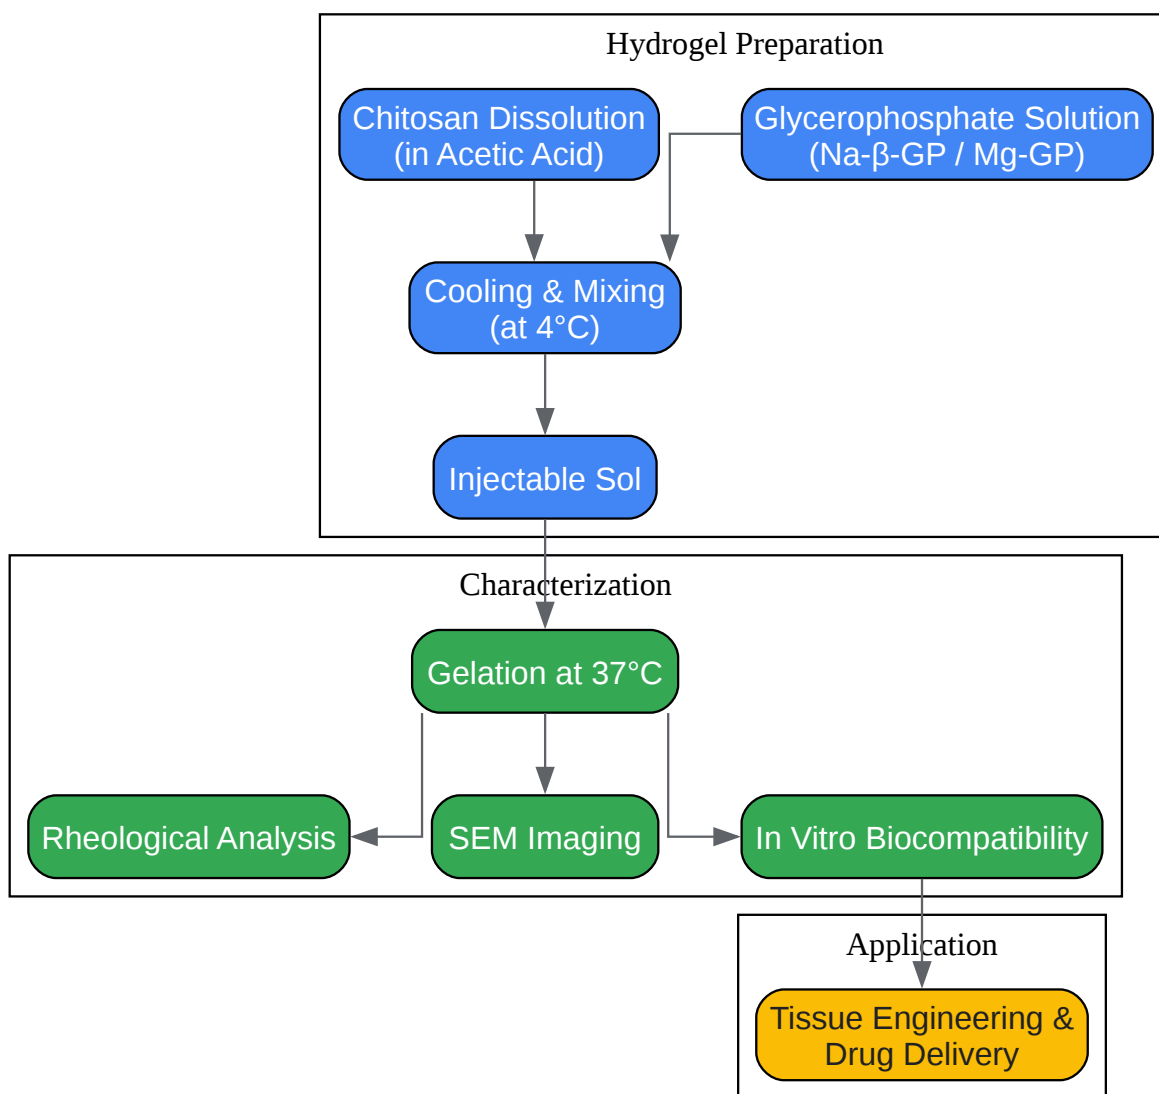 Hydrogel Preparation
Chitosan Dissolution
(in Acetic Acid)
Glycerophosphate Solution
(Na-β-GP / Mg-GP)
Cooling & Mixing
(at 4°C)
Injectable Sol
Characterization
Gelation at 37°C
Rheological Analysis
SEM Imaging
In Vitro Biocompatibility
Application
Tissue Engineering &
Drug Delivery